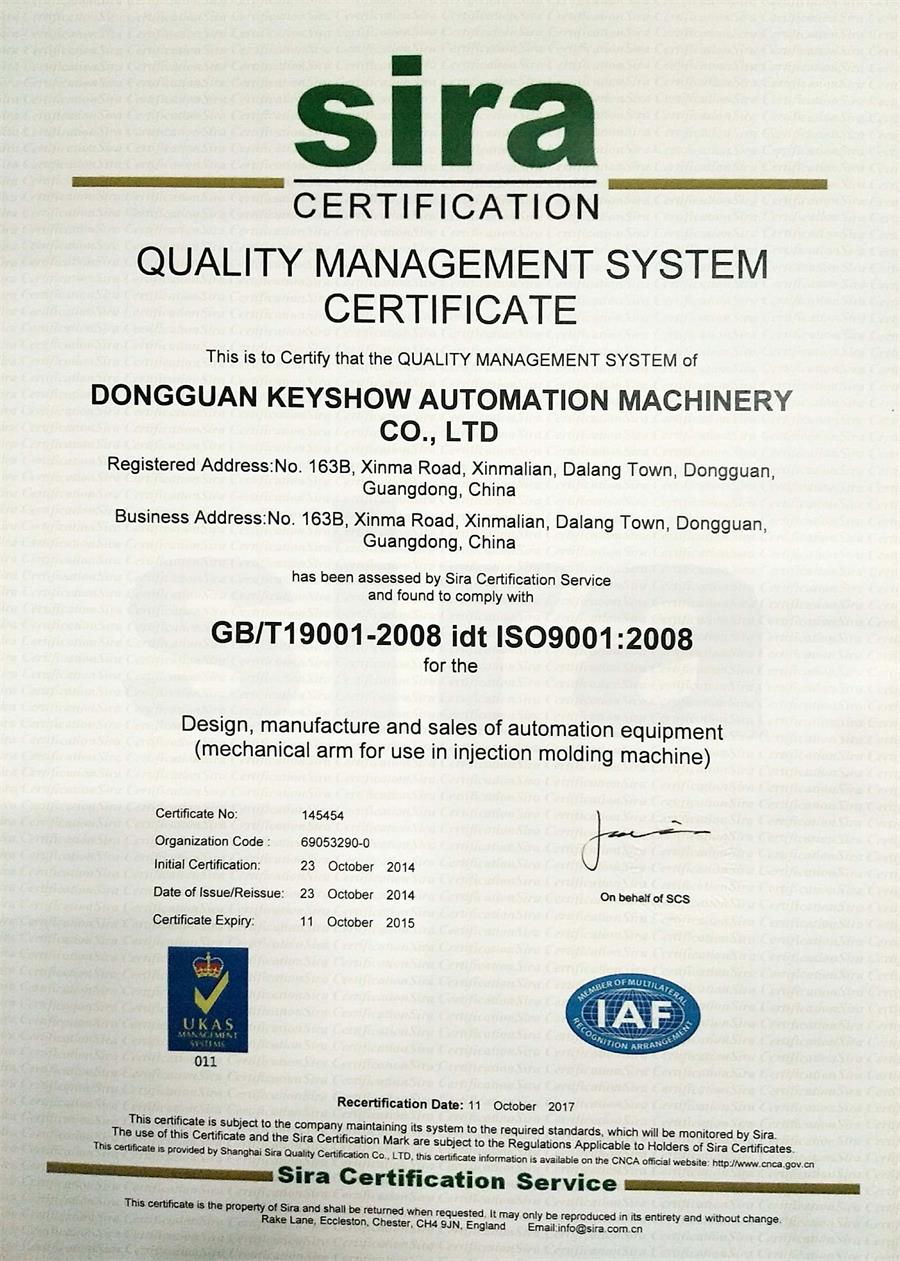 sira
CERTIFICATION
QUALITY MANAGEMENT SYSTEM
CERTIFICATE
This is to Certify that the QUALITY MANAGEMENT SYSTEM of
DONGGUAN KEYSHOW AUTOMATION MACHINERY
CO., LTD
Registered Address:No. 163B, Xinma Road, Xinmalian, Dalang Town, Dongguan,
Guangdong, China
Business Address:No. 163B, Xinma Road, Xinmalian, Dalang Town, Dongguan,
Guangdong, China
has been assessed by Sira Certification Service
and found to comply with
GB/T19001-2008 idt ISO9001:2008
for the
Design, manufacture and sales of automation equipment
(mechanical arm for use in injection molding machine)
Certificate No: 145454
Organization Code : 69053290-0
Initial Certification: 23 October 2014
Date of Issue/Reissue: 23 October 2014
Certificate Expiry: 11 October 2015
On behalf of SCS
UKAS
MANAGEMENT
SYSTEMS
011
MEMBER OF MULTILATERAL
IAF
RECOGNITION ARRANGEMENT
Recertification Date: 11 October 2017
This certificate is subject to the company maintaining its system to the required standards, which will be monitored by Sira.
The use of this Certificate and the Sira Certification Mark are subject to the Regulations Applicable to Holders of Sira Certificates.
This certificate is provided by Shanghai Sira Quality Certification Co., LTD, this certificate information is available on the CNCA official website: http://www.cnca.gov.cn
Sira Certification Service
This certificate is the property of Sira and shall be returned when requested. It may only be reproduced in its entirety and without change.
Rake Lane, Eccleston, Chester, CH4 9JN, England Email:info@sira.com.cn